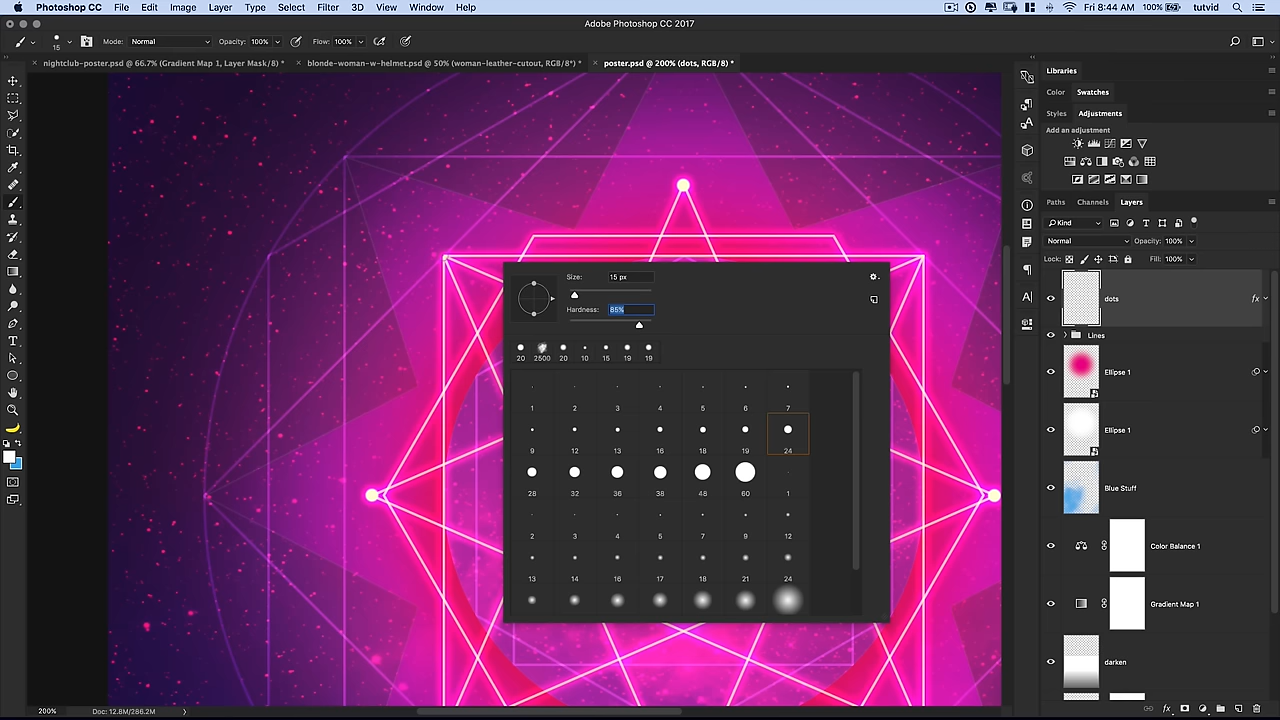 Photoshop CC File Edit Image Layer Type Select Filter 3D View Window Help
100% Fri 8:44 AM tutvid
Adobe Photoshop CC 2017
15 Mode: Normal Opacity: 100% Flow: 100%
nightclub-poster.psd @ 66.7% (Gradient Map 1, Layer Mask/8) *
blonde-woman-w-helmet.psd @ 50% (woman-leather-cutout, RGB/8*) *
poster.psd @ 200% (dots, RGB/8) *
Libraries
Color Swatches
Styles Adjustments
Add an adjustment
Paths Channels Layers
Kind
Normal Opacity: 100%
Lock: Fill: 100%
dots fx
Lines
Ellipse 1
Ellipse 1
Blue Stuff
Color Balance 1
Gradient Map 1
darken
fx
Size: 15 px
Hardness: 85%
20 2500 20 10 15 19 19
1 2 3 4 5 6 7
9 12 13 16 18 19 24
28 32 36 38 48 60 1
2 3 4 5 7 9 12
13 14 16 17 18 21 24
200% Doc: 12.8M/286.2M